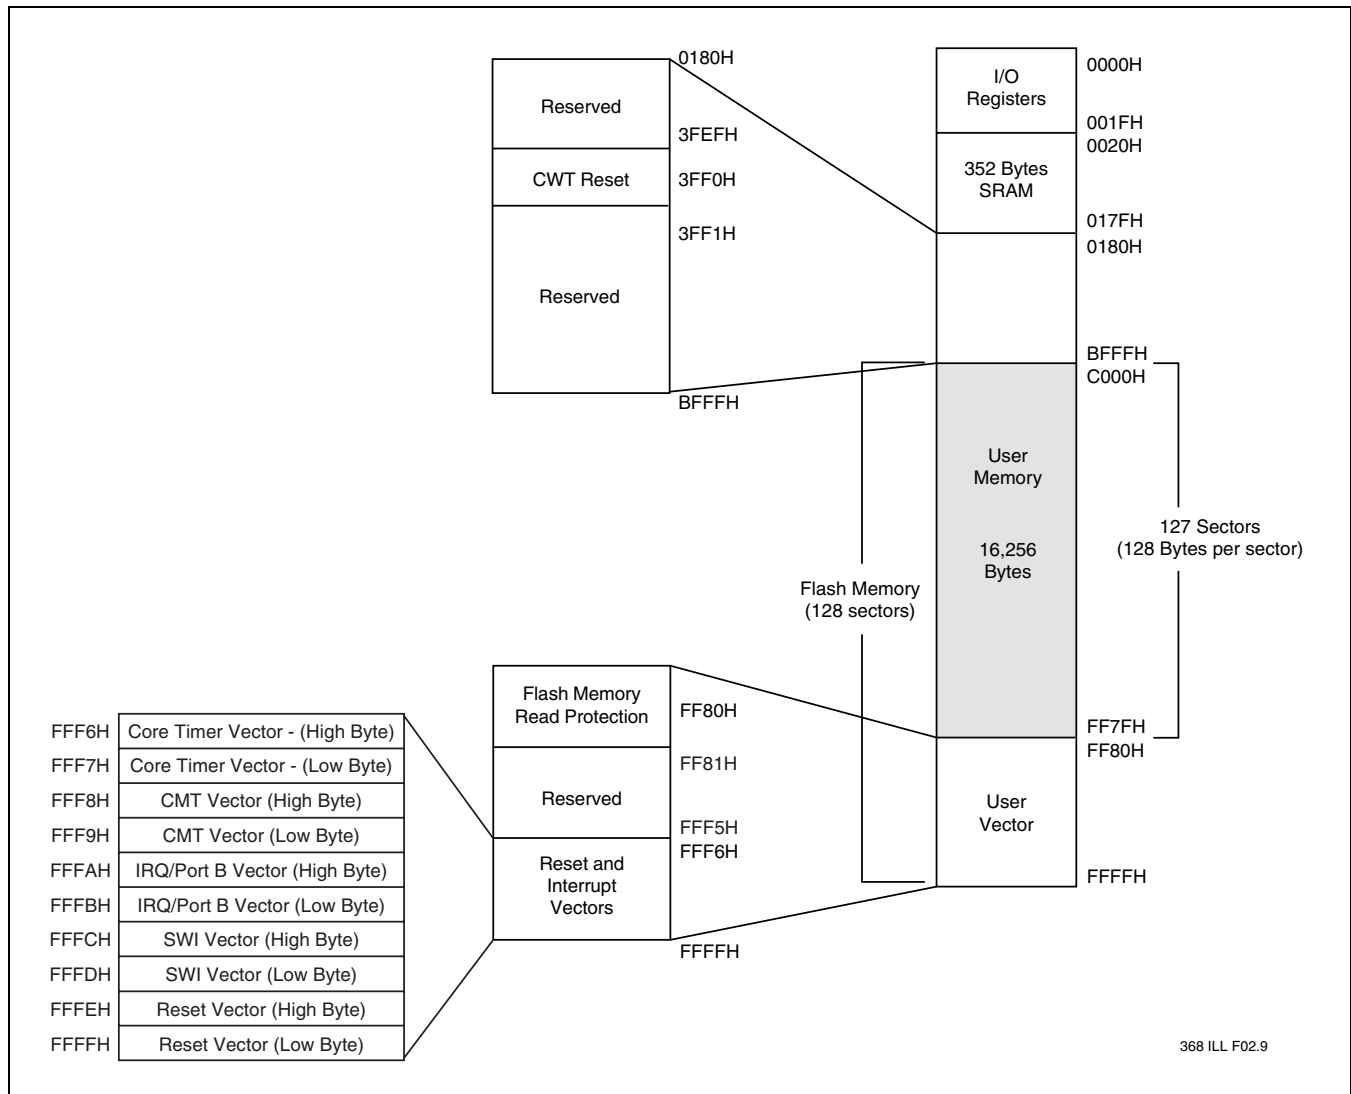 0180H
Reserved
3FEFH
CWT Reset
3FF0H
3FF1H
Reserved
BFFFH
I/O
Registers
0000H
001FH
0020H
352 Bytes
SRAM
017FH
0180H
BFFFH
C000H
User
Memory
16,256
Bytes
127 Sectors
(128 Bytes per sector)
Flash Memory
(128 sectors)
FF7FH
FF80H
User
Vector
FFFFH
Flash Memory
Read Protection
FF80H
FF81H
Reserved
FFF5H
FFF6H
Reset and
Interrupt
Vectors
FFFFH
FFF6H Core Timer Vector - (High Byte)
FFF7H Core Timer Vector - (Low Byte)
FFF8H CMT Vector (High Byte)
FFF9H CMT Vector (Low Byte)
FFFAH IRQ/Port B Vector (High Byte)
FFFBH IRQ/Port B Vector (Low Byte)
FFFCH SWI Vector (High Byte)
FFFDH SWI Vector (Low Byte)
FFFEH Reset Vector (High Byte)
FFFFH Reset Vector (Low Byte)
368 ILL F02.9